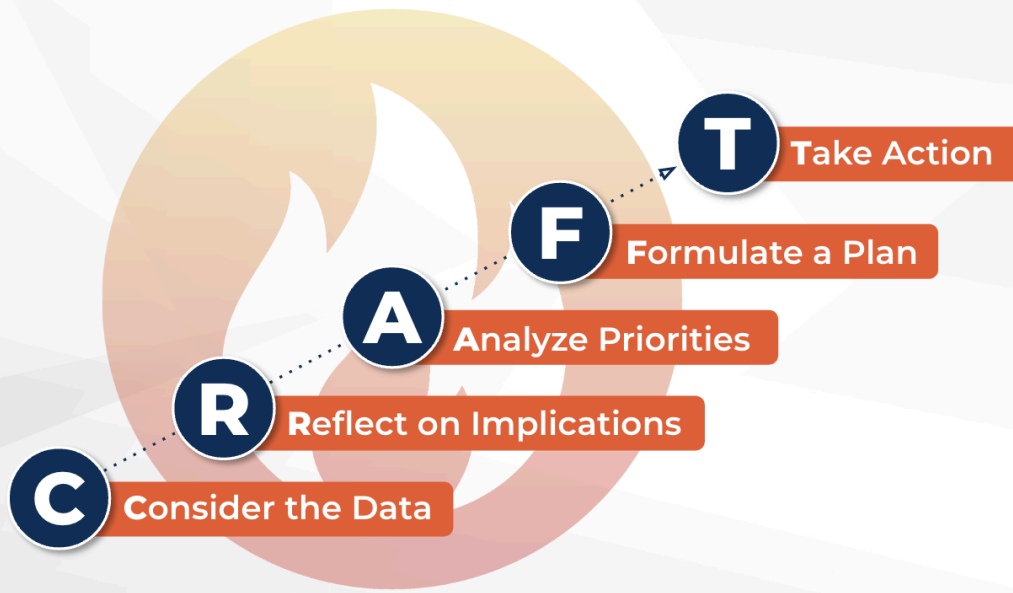 T
Take Action
F
Formulate a Plan
A
Analyze Priorities
R
Reflect on Implications
C
Consider the Data